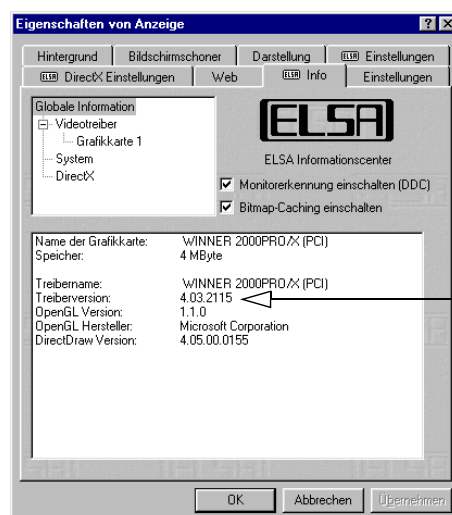 Eigenschaften von Anzeige
Hintergrund Bildschirmschoner Darstellung ELSA Einstellungen
ELSA DirectX Einstellungen Web ELSA Info Einstellungen
Globale Information
Videotreiber
Grafikkarte 1
System
DirectX
ELSA
ELSA Informationscenter
Monitorerkennung einschalten (DDC)
Bitmap-Caching einschalten
Name der Grafikkarte: WINNER 2000PRO/X (PCI)
Speicher: 4 MByte
Treibername: WINNER 2000PRO/X (PCI)
Treiberversion: 4.03.2115
OpenGL Version: 1.1.0
OpenGL Hersteller: Microsoft Corporation
DirectDraw Version: 4.05.00.0155
OK Abbrechen Übernehmen